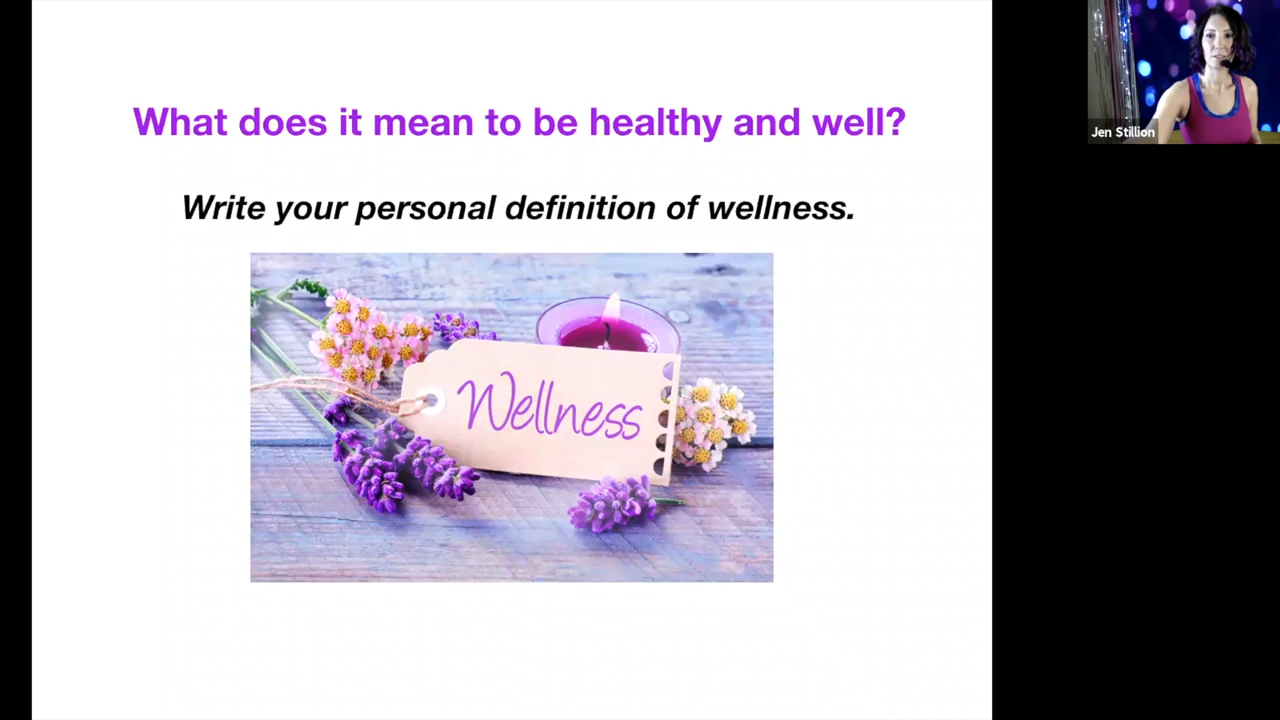 What does it mean to be healthy and well?
Write your personal definition of wellness.
Wellness
Jen Stillion